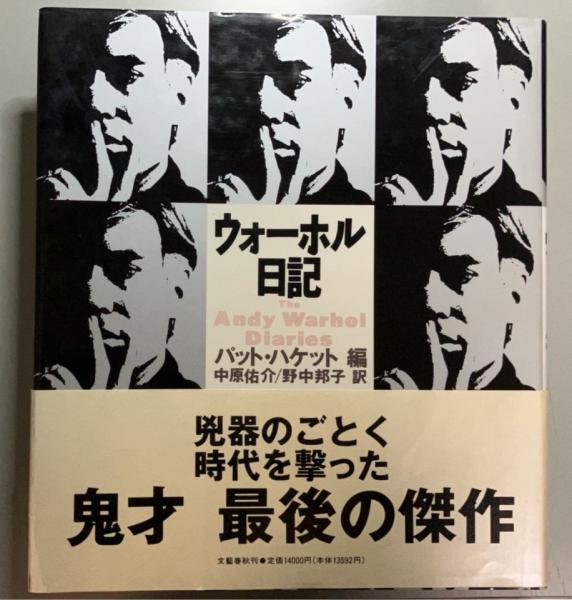 ウォーホル
日記
The
Andy Warhol
Diaries
パット・ハケット 編
中原佑介/野中邦子 訳
兇器のごとく
時代を撃った
鬼才 最後の傑作
文藝春秋刊●定価14000円(本体13592円)